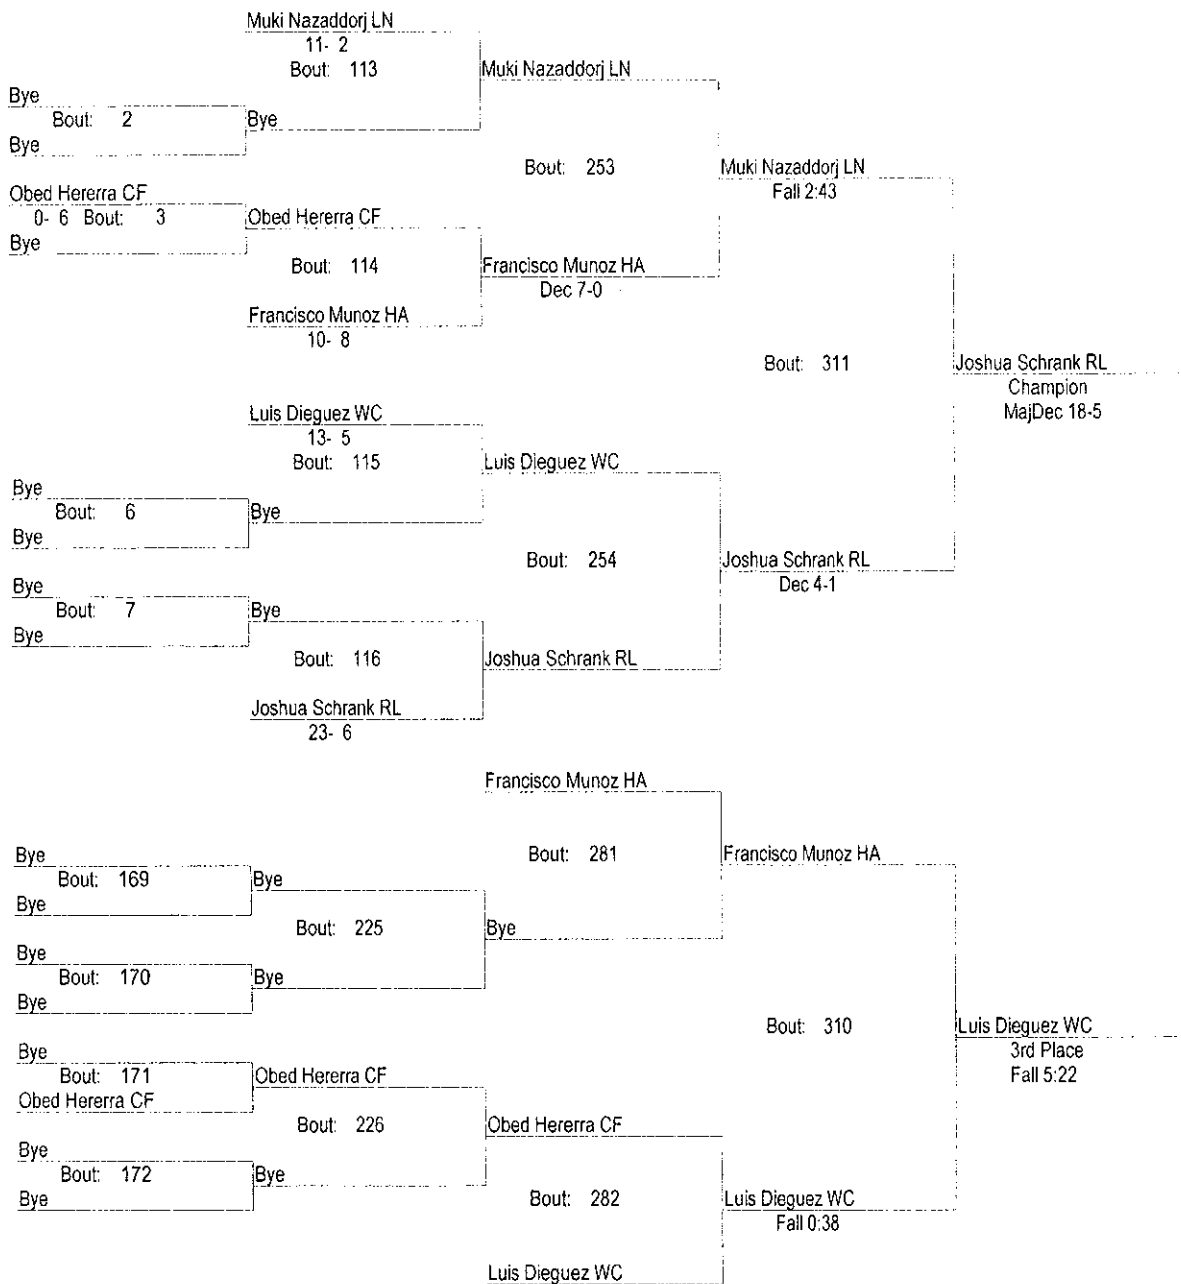 Muki Nazaddorj LN
11- 2
Bout: 113
Muki Nazaddorj LN
Bye
Bout: 2
Bye
Bye
Bout: 253
Muki Nazaddorj LN
Fall 2:43
Obed Hererra CF
0- 6 Bout: 3
Obed Hererra CF
Bye
Bout: 114
Francisco Munoz HA
Dec 7-0
Francisco Munoz HA
10- 8
Bout: 311
Joshua Schrank RL
Champion
MajDec 18-5
Luis Dieguez WC
13- 5
Bout: 115
Luis Dieguez WC
Bye
Bout: 6
Bye
Bye
Bout: 254
Joshua Schrank RL
Dec 4-1
Bye
Bout: 7
Bye
Bye
Bout: 116
Joshua Schrank RL
Joshua Schrank RL
23- 6
Francisco Munoz HA
Bout: 281
Francisco Munoz HA
Bye
Bout: 169
Bye
Bye
Bout: 225
Bye
Bye
Bout: 170
Bye
Bye
Bout: 310
Luis Dieguez WC
3rd Place
Fall 5:22
Bye
Bout: 171
Obed Hererra CF
Obed Hererra CF
Bout: 226
Obed Hererra CF
Bye
Bout: 172
Bye
Bye
Bout: 282
Luis Dieguez WC
Fall 0:38
Luis Dieguez WC